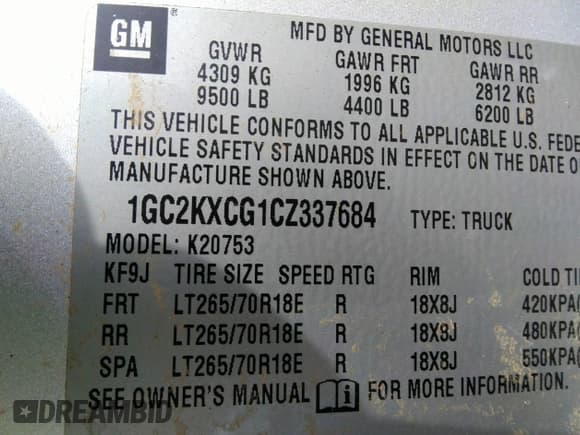 GM ®
MFD BY GENERAL MOTORS LLC
GVWR GAWR FRT GAWR RR
4309 KG 1996 KG 2812 KG
9500 LB 4400 LB 6200 LB
THIS VEHICLE CONFORMS TO ALL APPLICABLE U.S. FEDE
VEHICLE SAFETY STANDARDS IN EFFECT ON THE DATE O
MANUFACTURE SHOWN ABOVE.
1GC2KXCG1CZ337684 TYPE: TRUCK
MODEL: K20753
KF9J TIRE SIZE SPEED RTG RIM COLD TI
FRT LT265/70R18E R 18X8J 420KPA(
RR LT265/70R18E R 18X8J 480KPA(
SPA LT265/70R18E R 18X8J 550KPA(
SEE OWNER'S MANUAL FOR MORE INFORMATION.
DREAMBID